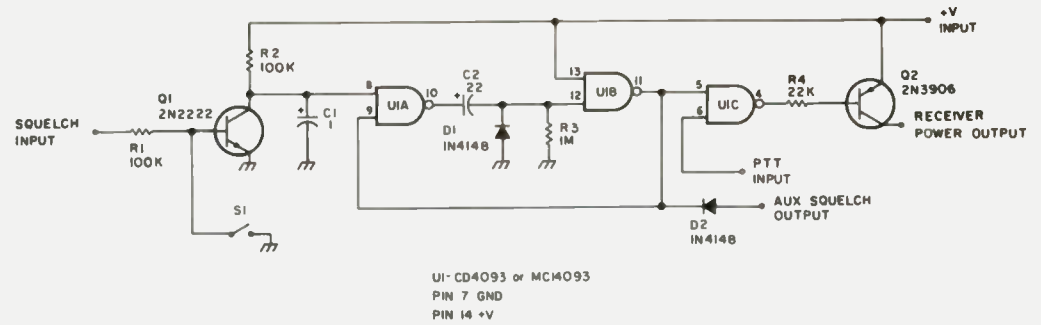 +V
INPUT
R2
100K
Q1
2N2222
SQUELCH
INPUT
R1
100K
S1
+
C1
1
8
9
U1A
10
C2
22
+
D1
1N4148
R3
1M
13
12
U1B
11
5
6
U1C
4
R4
22K
Q2
2N3906
RECEIVER
POWER OUTPUT
PTT
INPUT
AUX SQUELCH
OUTPUT
D2
1N4148
U1-CD4093 or MC14093
PIN 7 GND
PIN 14 +V